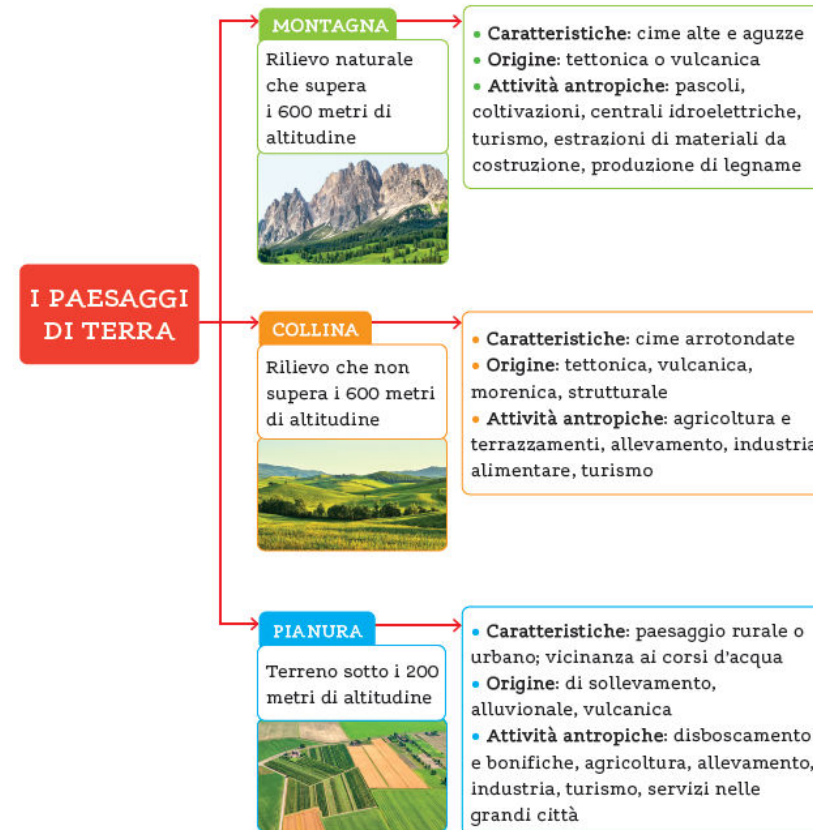 I PAESAGGI
DI TERRA
MONTAGNA
Rilievo naturale
che supera
i 600 metri di
altitudine
• Caratteristiche: cime alte e aguzze
• Origine: tettonica o vulcanica
• Attività antropiche: pascoli,
coltivazioni, centrali idroelettriche,
turismo, estrazioni di materiali da
costruzione, produzione di legname
COLLINA
Rilievo che non
supera i 600 metri
di altitudine
• Caratteristiche: cime arrotondate
• Origine: tettonica, vulcanica,
morenica, strutturale
• Attività antropiche: agricoltura e
terrazzamenti, allevamento, industria
alimentare, turismo
PIANURA
Terreno sotto i 200
metri di altitudine
• Caratteristiche: paesaggio rurale o
urbano; vicinanza ai corsi d'acqua
• Origine: di sollevamento,
alluvionale, vulcanica
• Attività antropiche: disboscamento
e bonifiche, agricoltura, allevamento,
industria, turismo, servizi nelle
grandi città